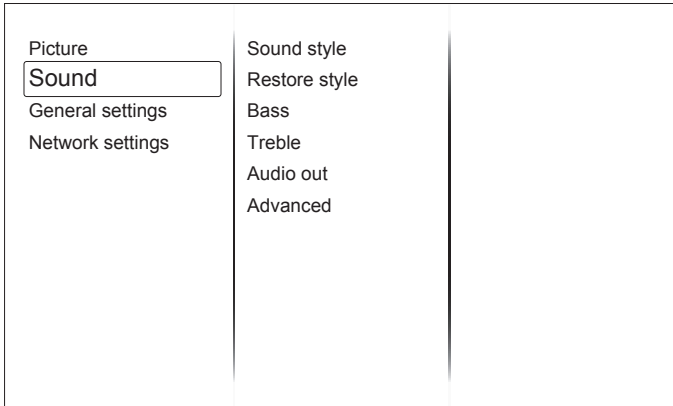 Picture
Sound
General settings
Network settings
Sound style
Restore style
Bass
Treble
Audio out
Advanced